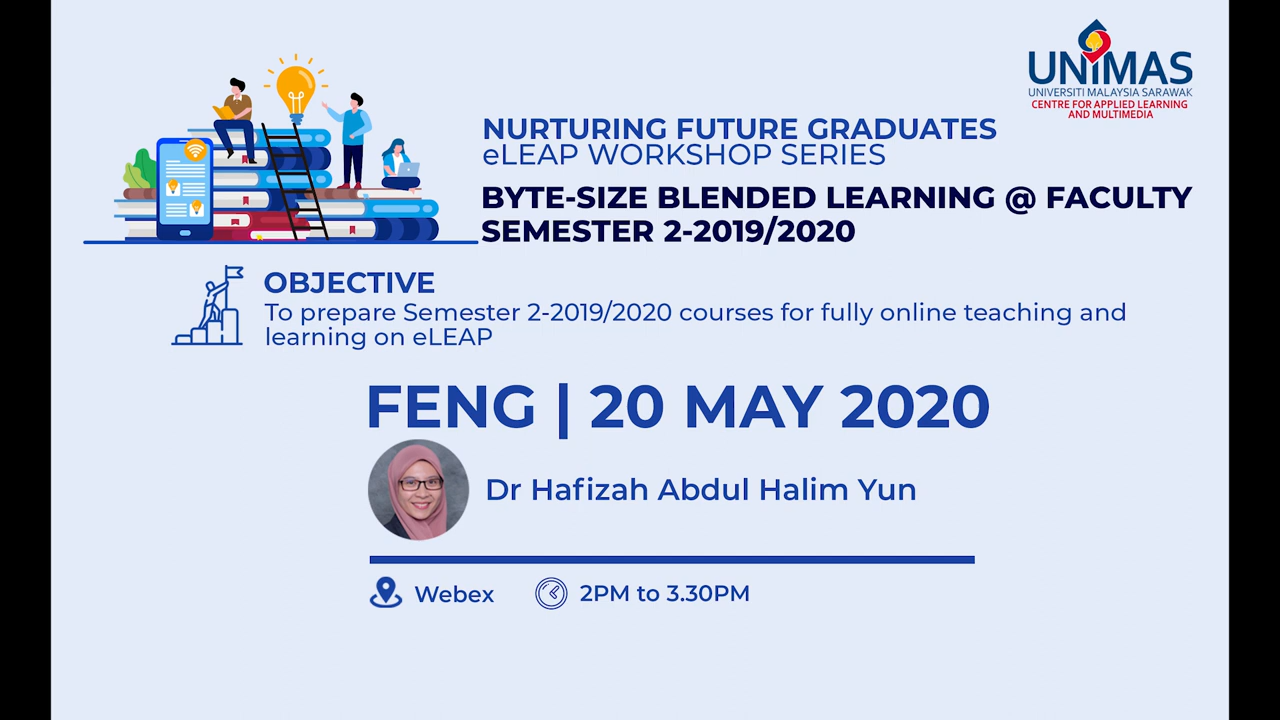 UNIMAS
UNIVERSITI MALAYSIA SARAWAK
CENTRE FOR APPLIED LEARNING
AND MULTIMEDIA
NURTURING FUTURE GRADUATES
eLEAP WORKSHOP SERIES
BYTE-SIZE BLENDED LEARNING @ FACULTY
SEMESTER 2-2019/2020
OBJECTIVE
To prepare Semester 2-2019/2020 courses for fully online teaching and
learning on eLEAP
FENG | 20 MAY 2020
Dr Hafizah Abdul Halim Yun
Webex
2PM to 3.30PM